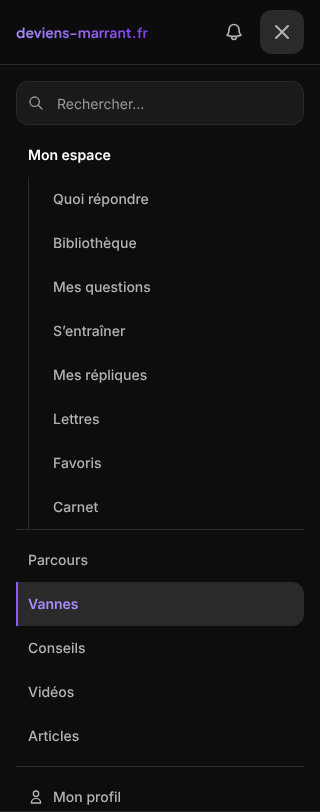 deviens-marrant.fr
Rechercher...
Mon espace
Quoi répondre
Bibliothèque
Mes questions
S'entraîner
Mes répliques
Lettres
Favoris
Carnet
Parcours
Vannes
Conseils
Vidéos
Articles
Mon profil